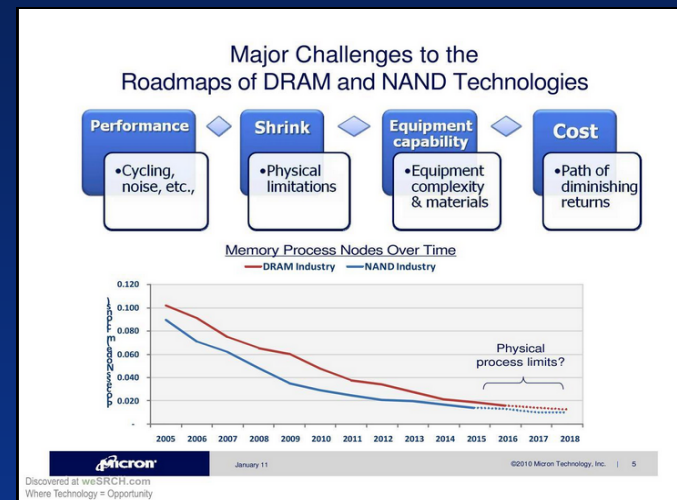 Major Challenges to the
Roadmaps of DRAM and NAND Technologies
Performance
•Cycling,
noise, etc.,
Shrink
•Physical
limitations
Equipment
capability
•Equipment
complexity
& materials
Cost
•Path of
diminishing
returns
Memory Process Nodes Over Time
DRAM Industry
NAND Industry
0.120
0.100
0.080
0.060
0.040
0.020
-
Physical
process limits?
2005 2006 2007 2008 2009 2010 2011 2012 2013 2014 2015 2016 2017 2018
Micron
January 11
©2010 Micron Technology, Inc. | 5
Discovered at weSRCH.com
Where Technology = Opportunity